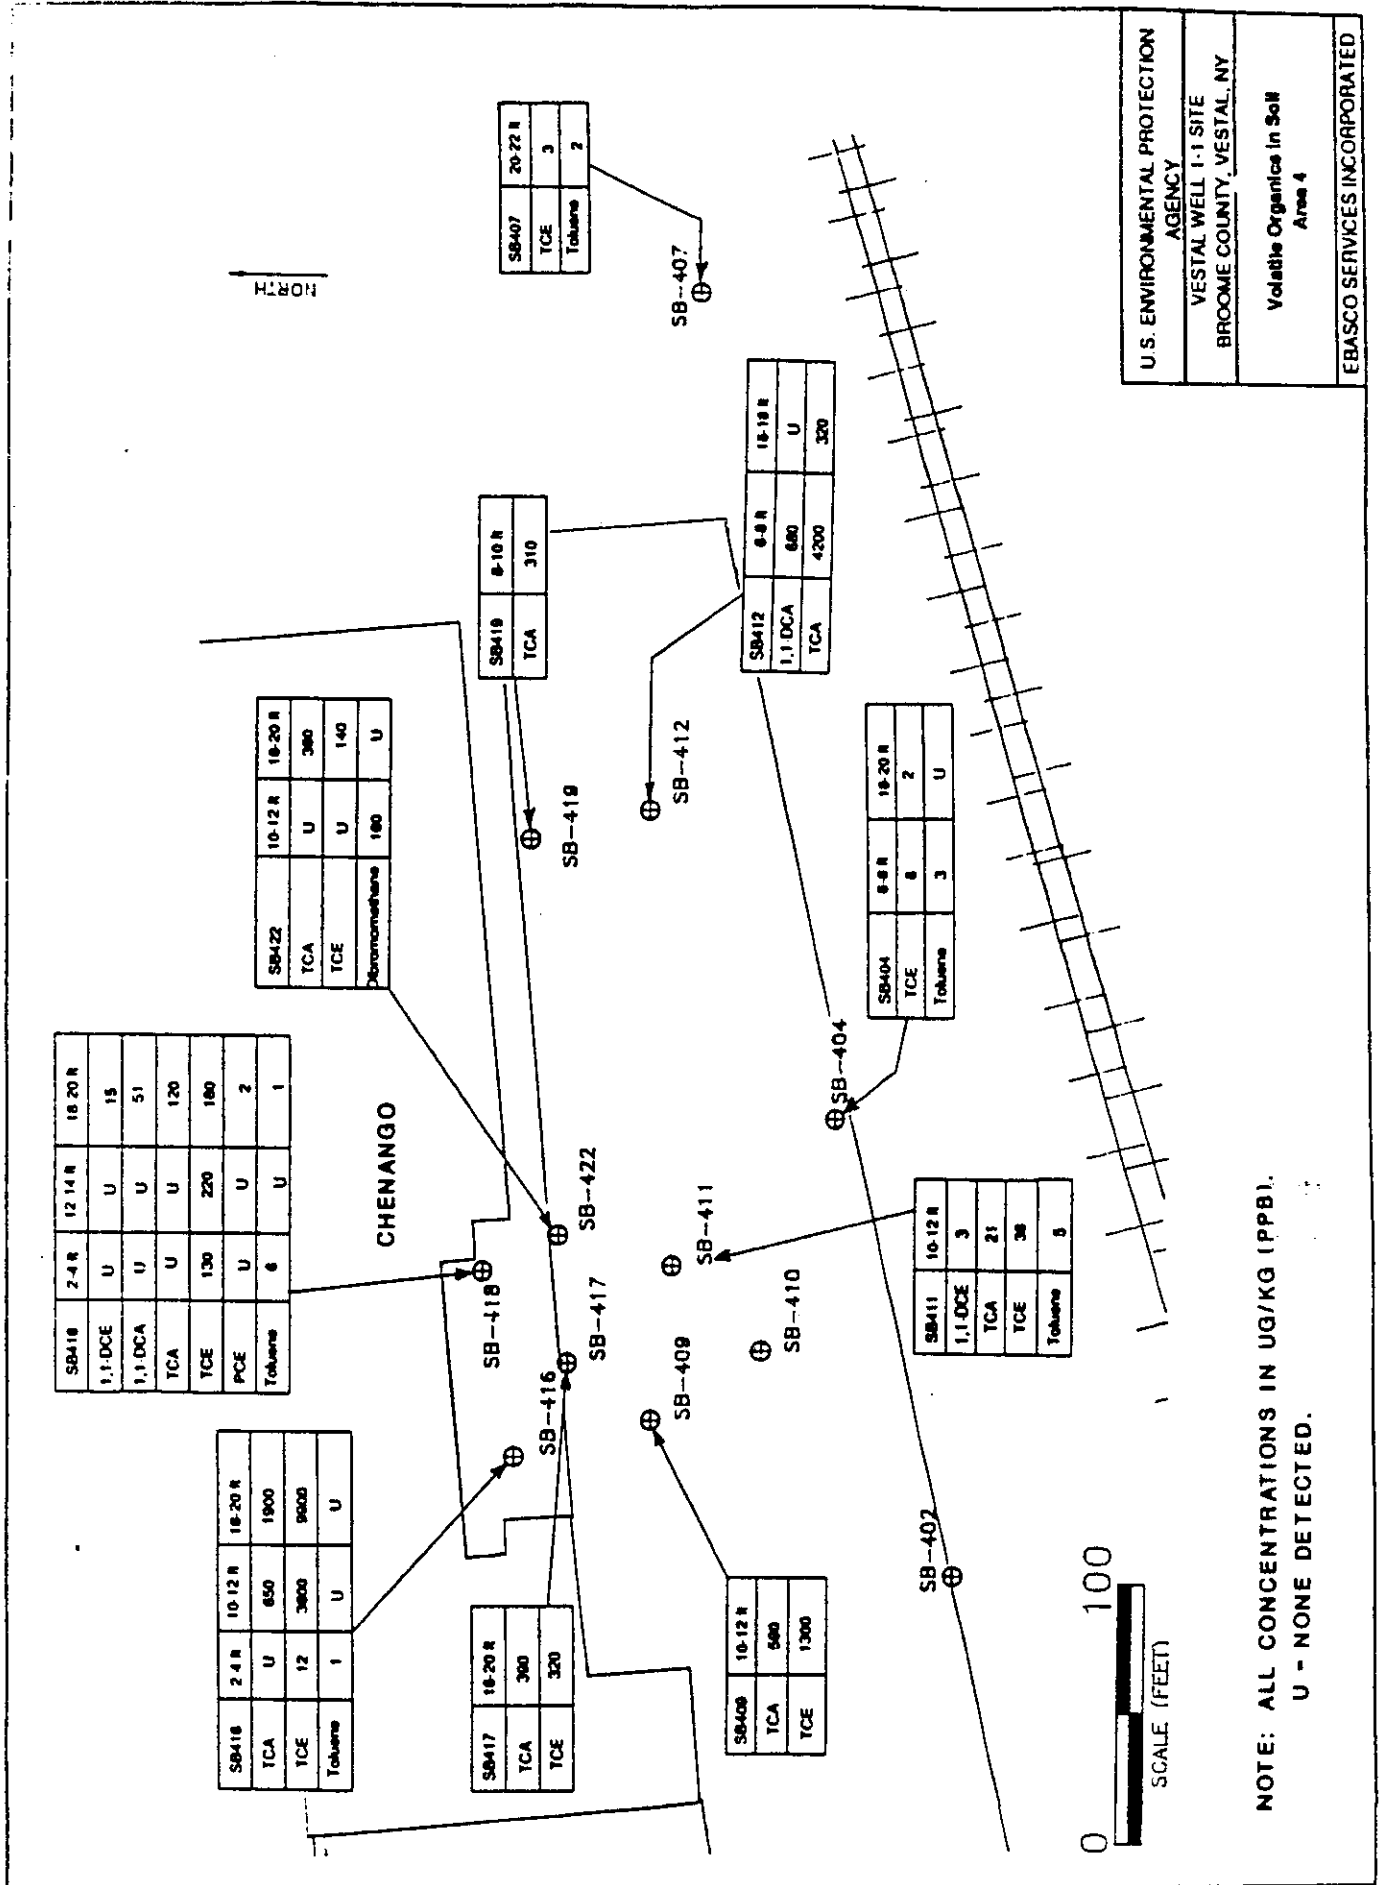 SB416 2-4 ft 10-12 ft 18-20 ft
TCA U 650 1900
TCE 12 3800 9900
Toluene 1 U U
SB418 2-4 ft 12-14 ft 18-20 ft
1,1-DCE U U 15
1,1-DCA U U 51
TCA U U 120
TCE 130 220 180
PCE U U 2
Toluene 6 U 1
SB422 10-12 ft 18-20 ft
TCA U 380
TCE U 140
Dibromomethane 180 U
NORTH
CHENANGO
SB417 18-20 ft
TCA 390
TCE 320
SB419 8-10 ft
TCA 310
SB407 20-22 ft
TCE 3
Toluene 2
SB-418
SB-416
SB-417
SB-422
SB-419
SB-412
SB-407
SB-409
SB-411
SB-410
SB-404
SB-402
SB409 10-12 ft
TCA 580
TCE 1300
SB412 6-8 ft 16-18 ft
1,1-DCA 680 U
TCA 4200 320
SB404 6-8 ft 18-20 ft
TCE 2
Toluene 3 U
SB411 10-12 ft
1,1-DCE 3
TCA 21
TCE 38
Toluene 5
0 100
SCALE (FEET)
NOTE: ALL CONCENTRATIONS IN UG/KG (PPB).
U - NONE DETECTED.
U.S. ENVIRONMENTAL PROTECTION
AGENCY
VESTAL WELL 1-1 SITE
BROOME COUNTY, VESTAL, NY
Volatile Organics in Soil
Area 4
EBASCO SERVICES INCORPORATED